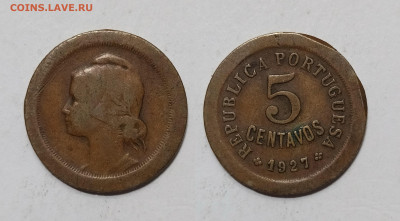 COINS.LAVE.RU
REPUBLICA PORTUGUESA
5
CENTAVOS
* 1927 *